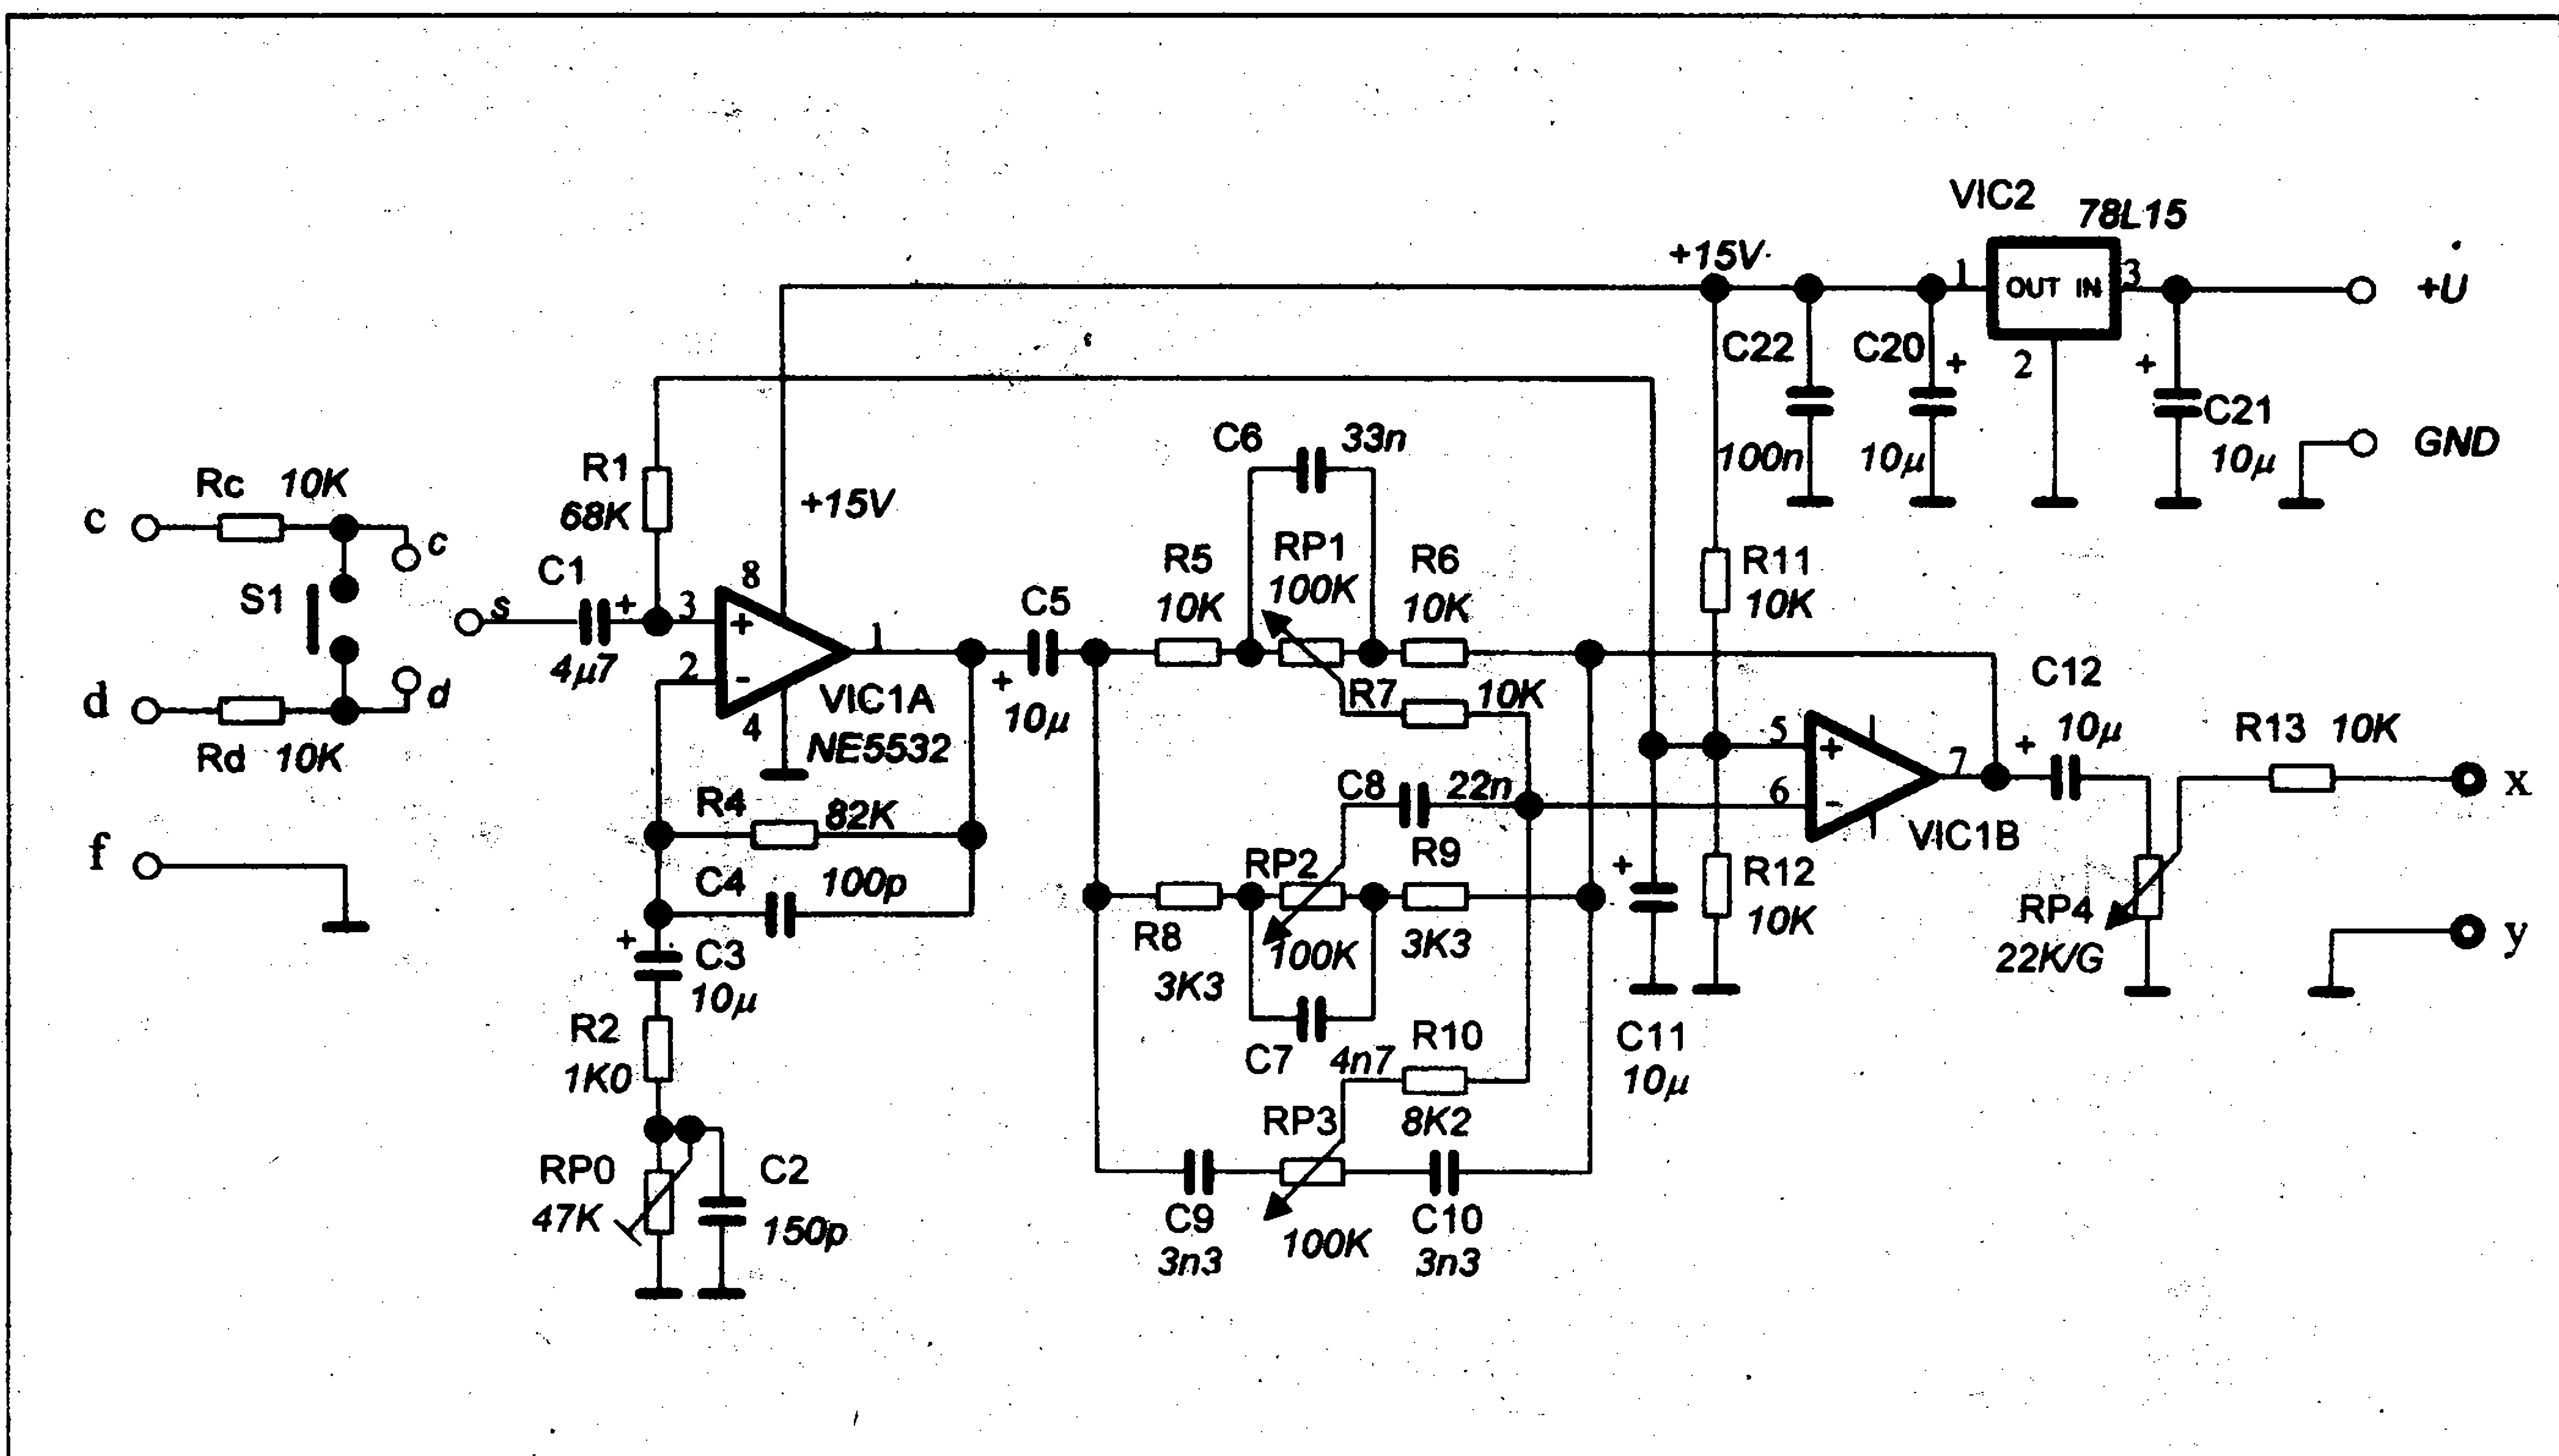 VIC2
78L15
+15V
1
OUT IN
3
+U
C22
C20
+
2
+
C21
100n
10µ
10µ
GND
C6 33n
Rc 10K
c
c
R1
68K
+15V
S1
s
C1
+
4µ7
3
8
+
2
-
4
1
VIC1A
NE5532
d
d
Rd 10K
f
C5
+
10µ
R5
10K
RP1
100K
R6
10K
R7 10K
R11
10K
C8 22n
5
+
6
-
7
VIC1B
C12
+
10µ
R13 10K
x
R4
82K
C4 100p
+
C3
10µ
R2
1K0
RP0
47K
C2
150p
RP2
100K
R9
3K3
R8
3K3
C7 4n7
R10
8K2
RP3
100K
C9
3n3
C10
3n3
+
C11
10µ
R12
10K
RP4
22K/G
y